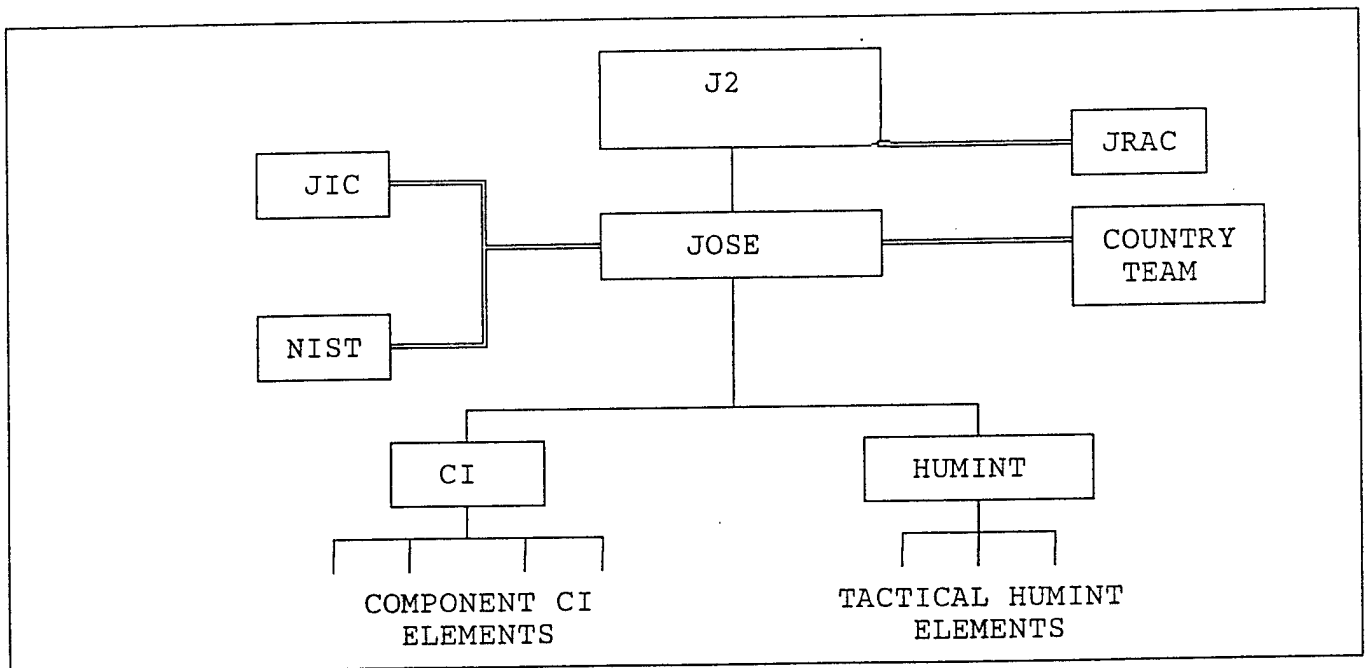 J2
JRAC
JIC
JOSE
COUNTRY
TEAM
NIST
CI
HUMINT
COMPONENT CI
ELEMENTS
TACTICAL HUMINT
ELEMENTS